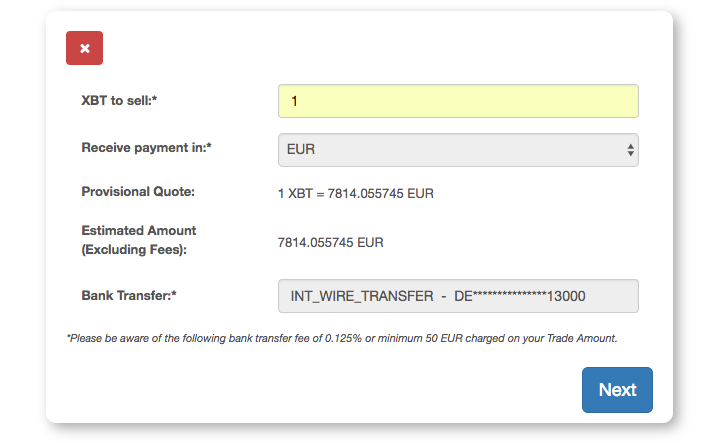 XBT to sell:*
1
Receive payment in:*
EUR
Provisional Quote:
1 XBT = 7814.055745 EUR
Estimated Amount
(Excluding Fees):
7814.055745 EUR
Bank Transfer:*
INT_WIRE_TRANSFER - DE***************13000
*Please be aware of the following bank transfer fee of 0.125% or minimum 50 EUR charged on your Trade Amount.
Next